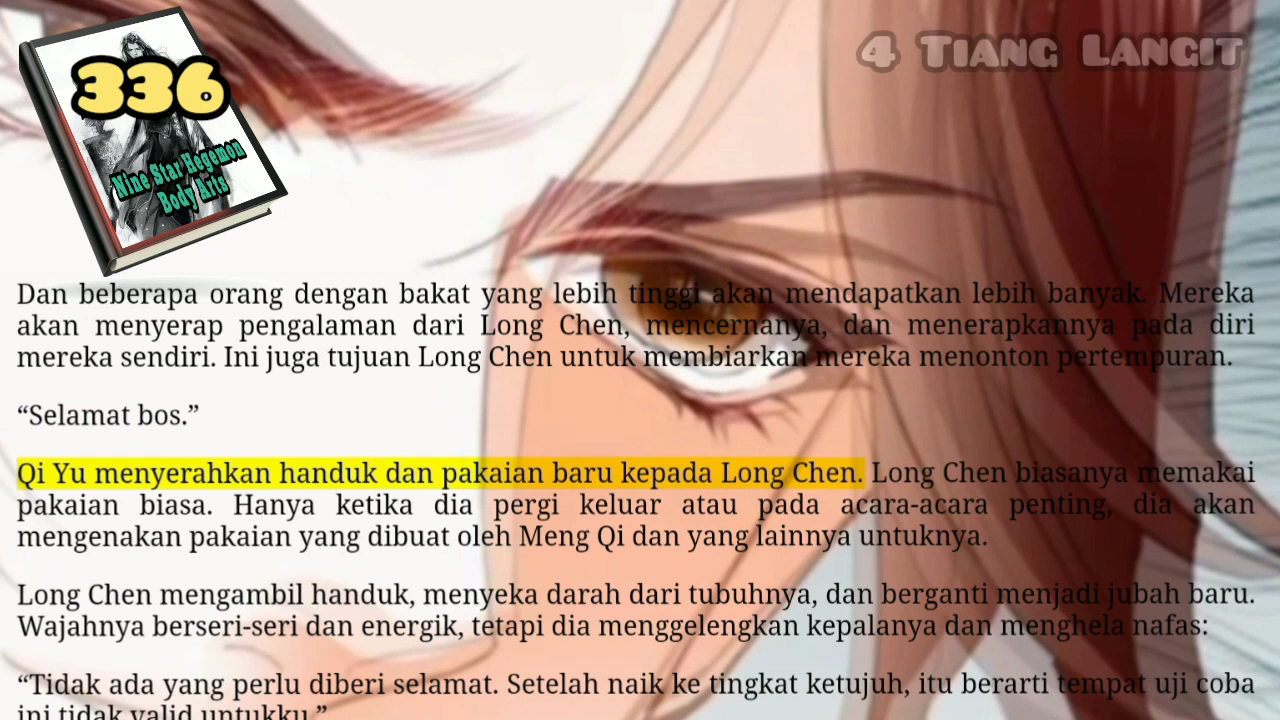 336
Nine Star Hegemon
Body Arts
4 Tiang Langit
Dan beberapa orang dengan bakat yang lebih tinggi akan mendapatkan lebih banyak. Mereka
akan menyerap pengalaman dari Long Chen, mencernanya, dan menerapkannya pada diri
mereka sendiri. Ini juga tujuan Long Chen untuk membiarkan mereka menonton pertempuran.
“Selamat bos.”
Qi Yu menyerahkan handuk dan pakaian baru kepada Long Chen. Long Chen biasanya memakai
pakaian biasa. Hanya ketika dia pergi keluar atau pada acara-acara penting, dia akan
mengenakan pakaian yang dibuat oleh Meng Qi dan yang lainnya untuknya.
Long Chen mengambil handuk, menyeka darah dari tubuhnya, dan berganti menjadi jubah baru.
Wajahnya berseri-seri dan energik, tetapi dia menggelengkan kepalanya dan menghela nafas:
“Tidak ada yang perlu diberi selamat. Setelah naik ke tingkat ketujuh, itu berarti tempat uji coba
ini tidak valid untukku.”